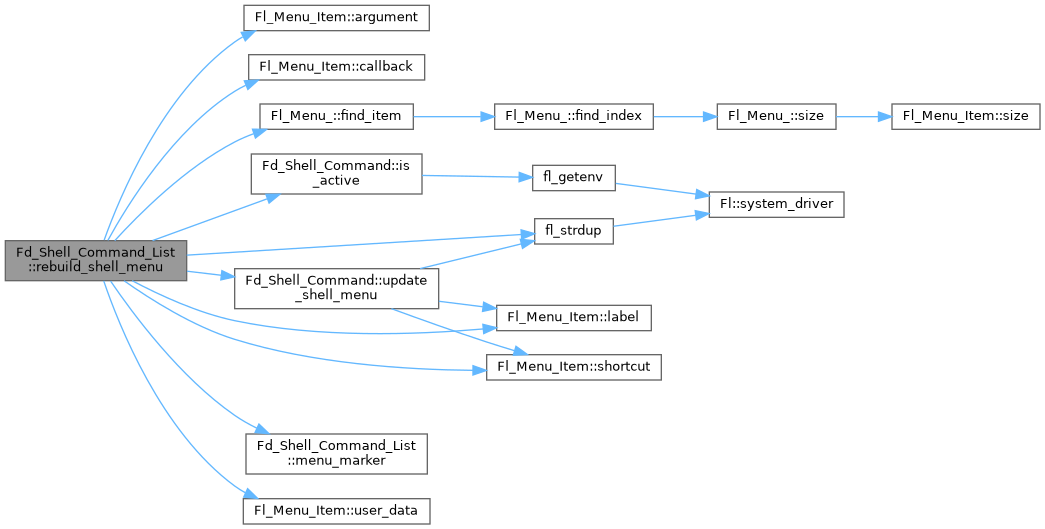 Fl_Menu_Item::argument
Fl_Menu_Item::callback
Fl_Menu_::find_item
Fl_Menu_::find_index
Fl_Menu_::size
Fl_Menu_Item::size
Fd_Shell_Command::is
_active
fl_getenv
Fl::system_driver
fl_strdup
Fd_Shell_Command_List
::rebuild_shell_menu
Fd_Shell_Command::update
_shell_menu
Fl_Menu_Item::label
Fl_Menu_Item::shortcut
Fd_Shell_Command_List
::menu_marker
Fl_Menu_Item::user_data